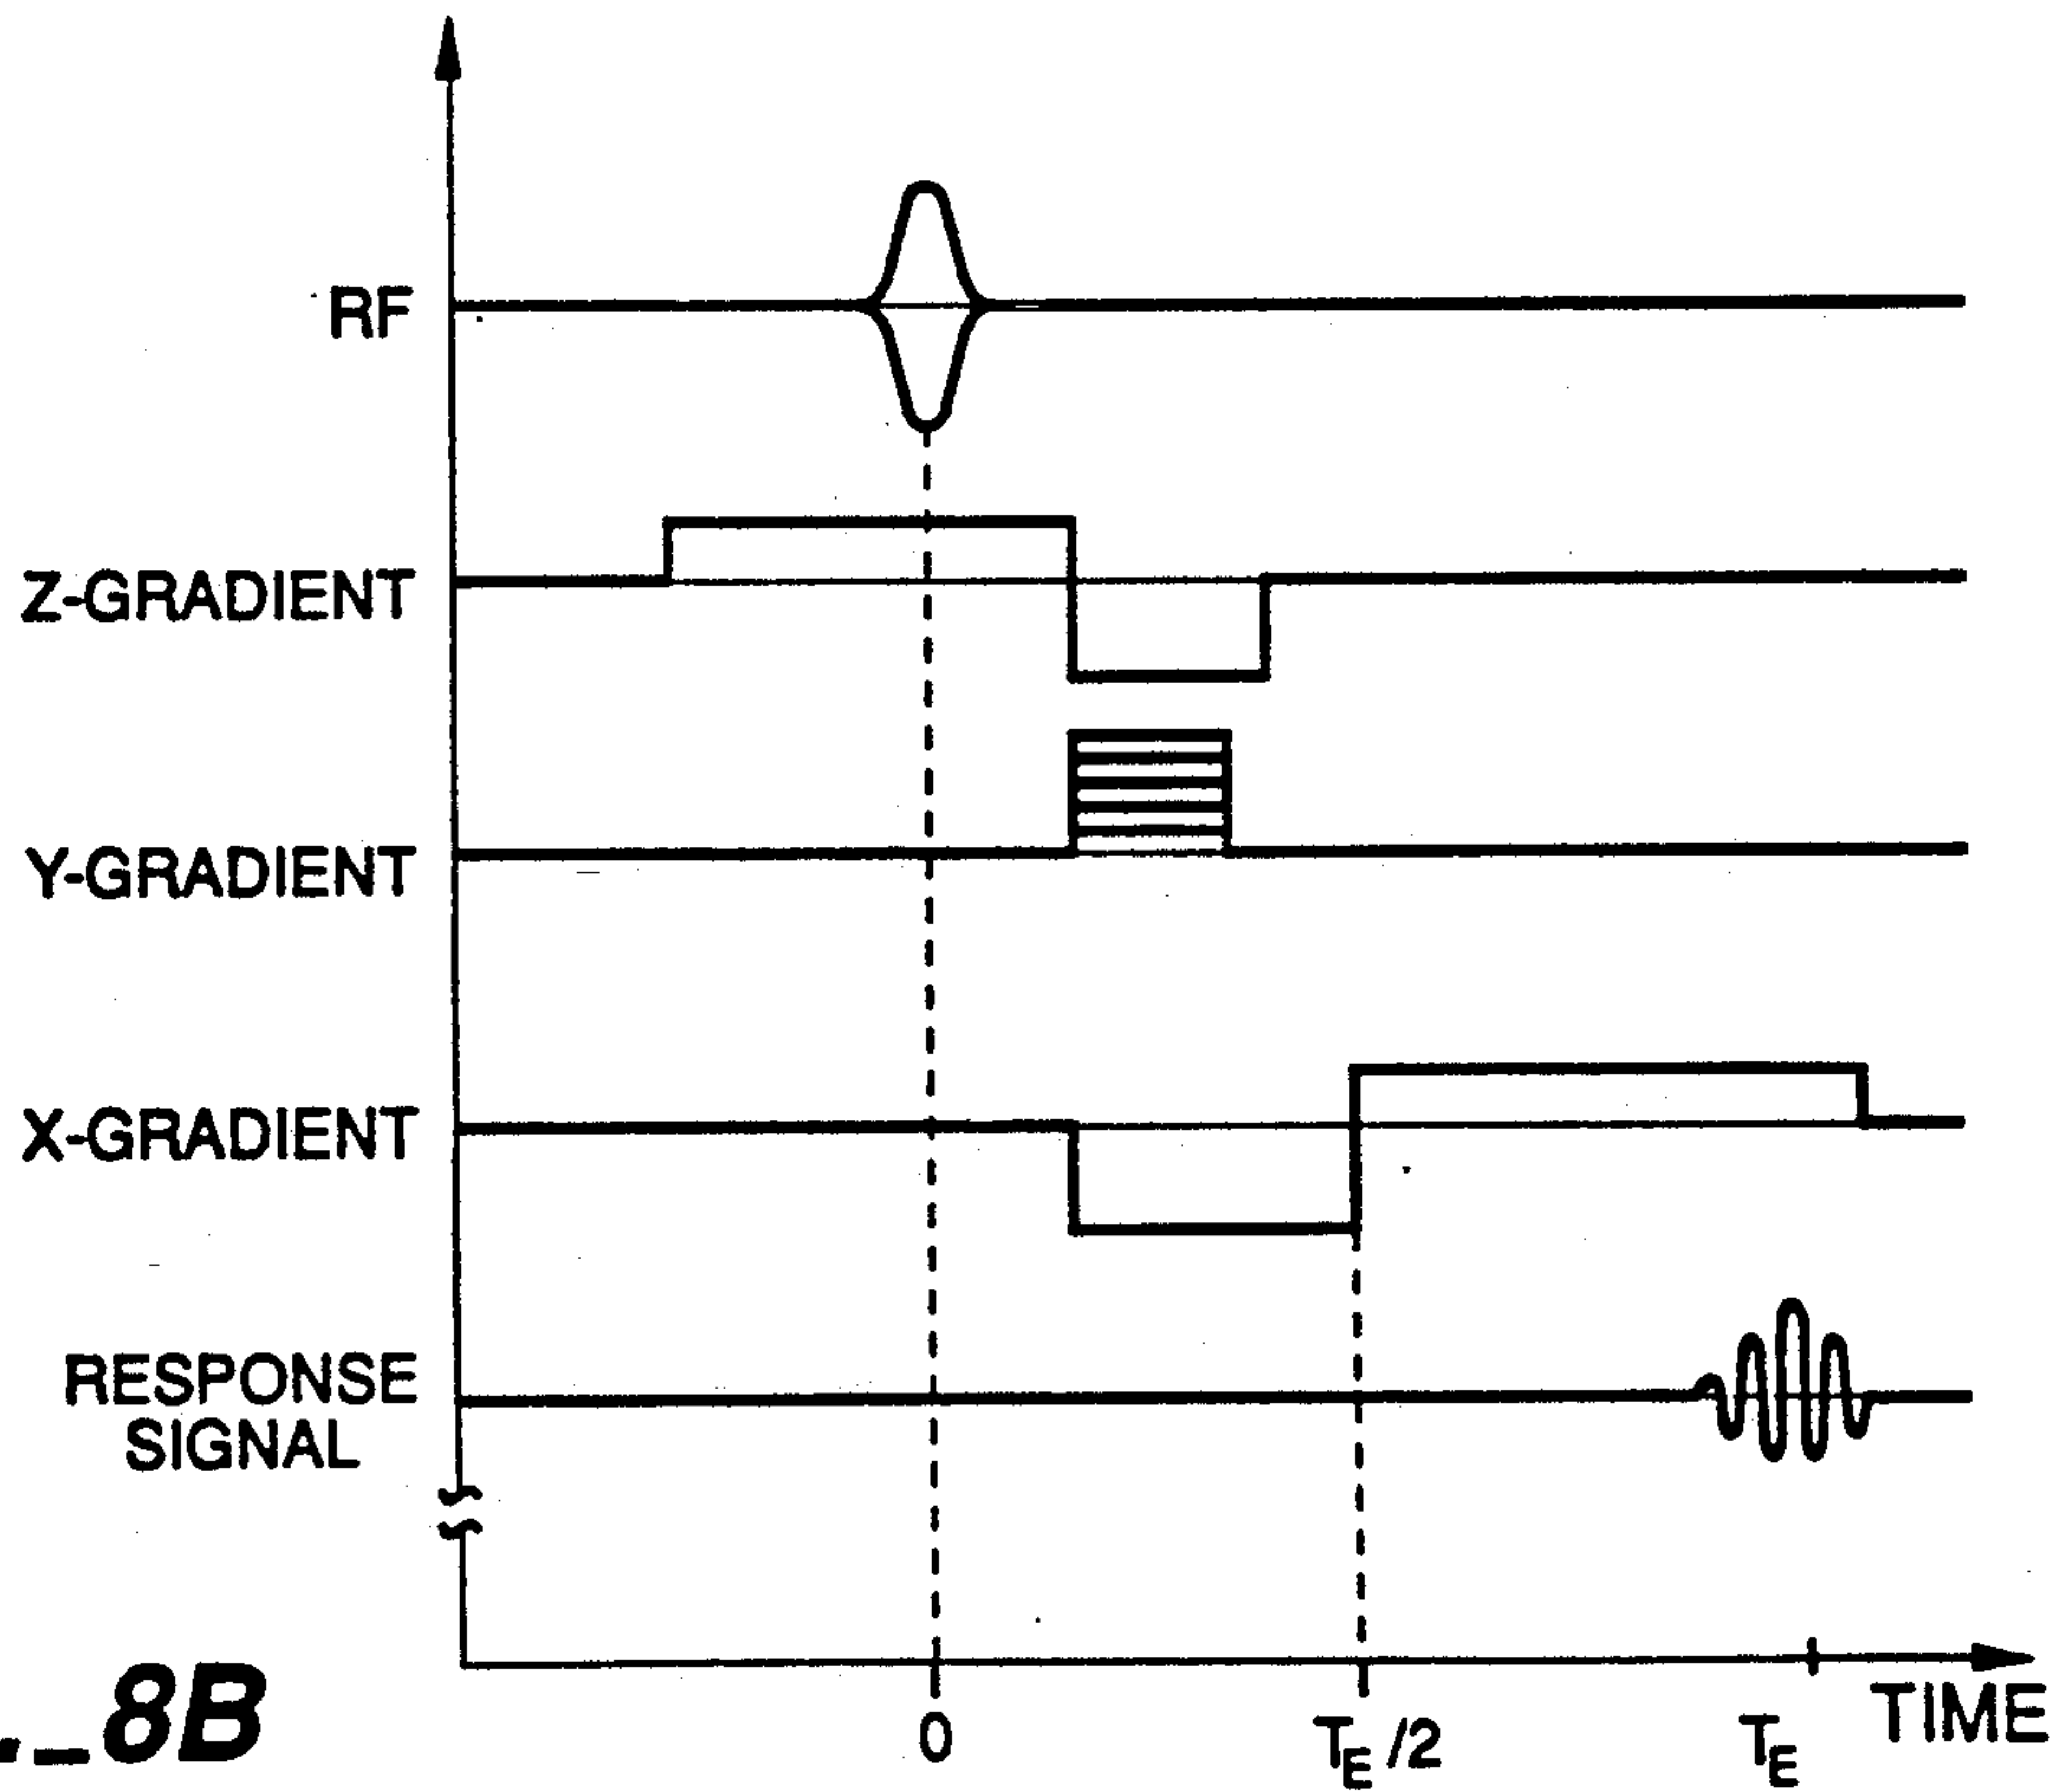 RF
Z-GRADIENT
Y-GRADIENT
X-GRADIENT
RESPONSE
SIGNAL
0
TE/2
TE
TIME
8B